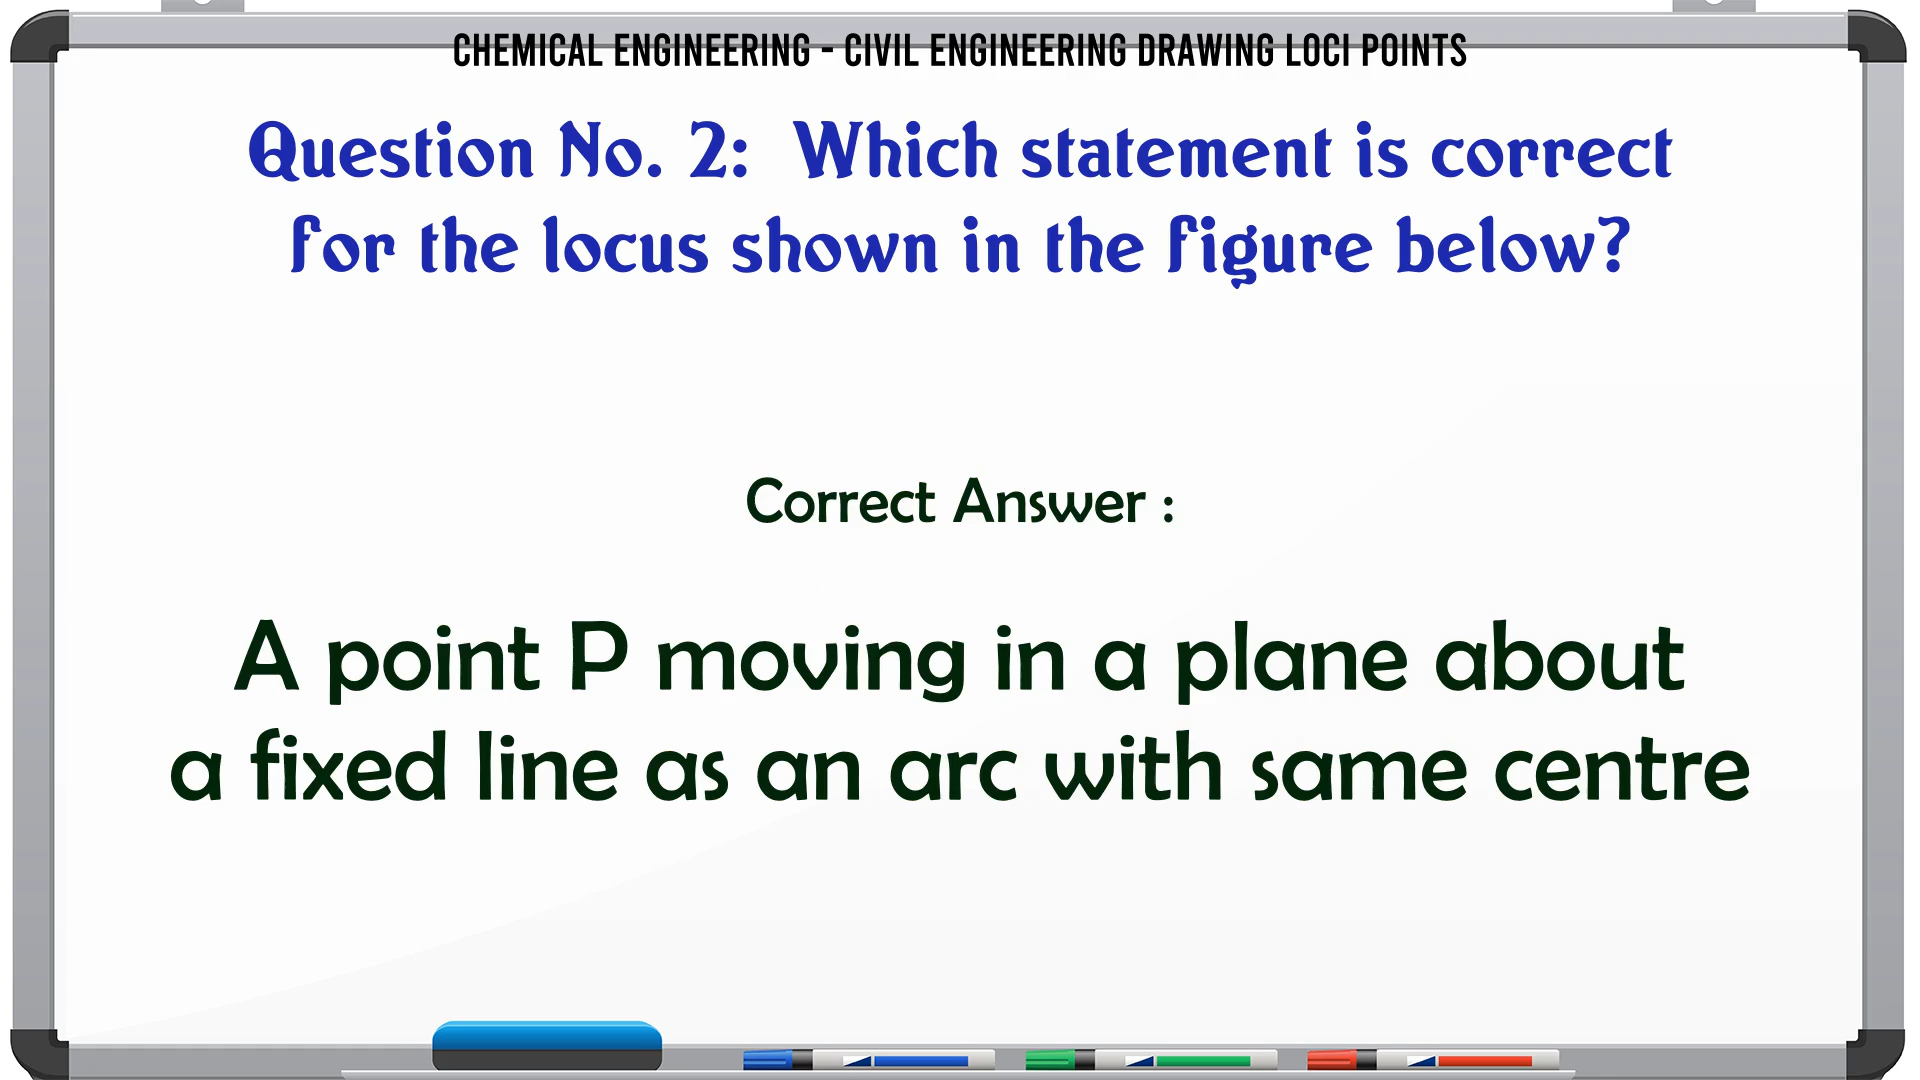 CHEMICAL ENGINEERING - CIVIL ENGINEERING DRAWING LOCI POINTS
Question No. 2:  Which statement is correct
for the locus shown in the figure below?
Correct Answer :
A point P moving in a plane about
a fixed line as an arc with same centre